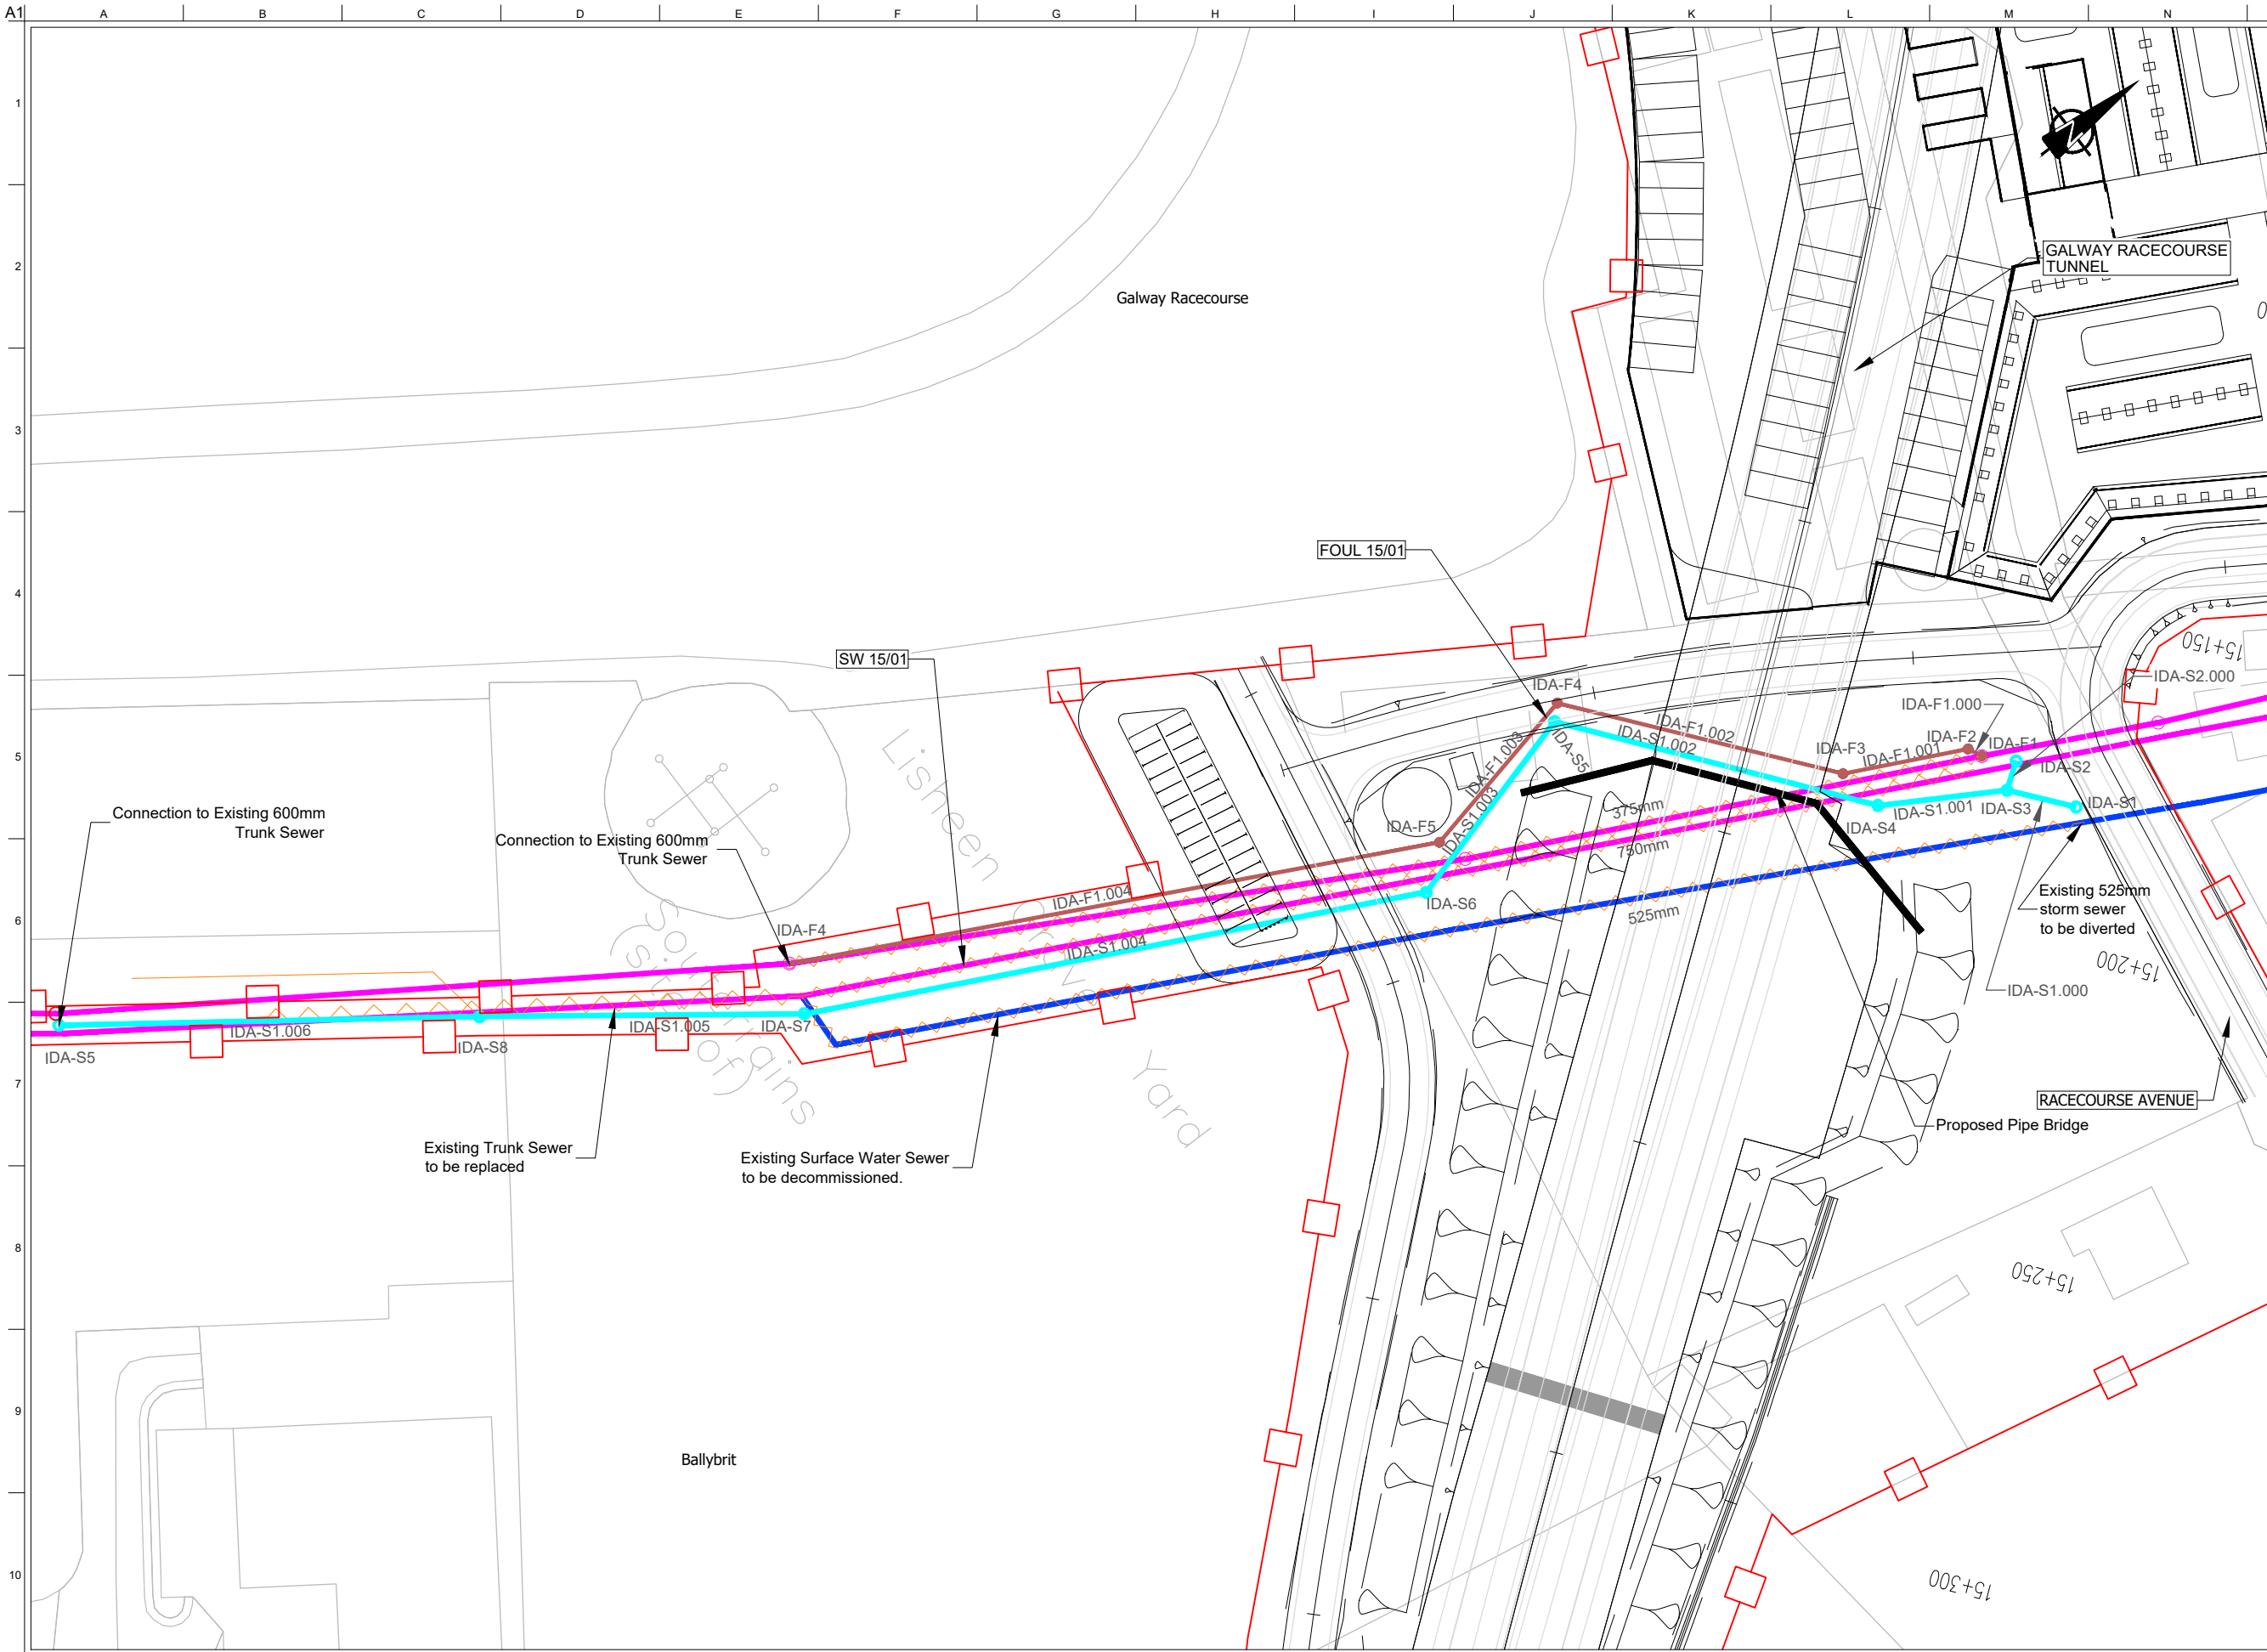 A1
A B C D E F G H I J K L M N
1
2
3
4
5
6
7
8
9
10
Galway Racecourse
GALWAY RACECOURSE
TUNNEL
FOUL 15/01
SW 15/01
15+150
IDA-S2.000
IDA-F4
IDA-F1.000
IDA-F1.002
IDA-S1.002
IDA-F3
IDA-F1.001
IDA-F2
IDA-F1
IDA-S5
IDA-S2
IDA-F1.003
IDA-S1.003
IDA-S3
IDA-S1
IDA-S1.001
IDA-S4
375mm
750mm
525mm
IDA-F5
IDA-S6
Connection to Existing 600mm
Trunk Sewer
Connection to Existing 600mm
Trunk Sewer
Lisheen
Yard
IDA-F1.004
IDA-S1.004
IDA-F4
Existing 525mm
storm sewer
to be diverted
15+200
IDA-S1.000
IDA-S1.006
IDA-S1.005
IDA-S7
IDA-S8
IDA-S5
RACECOURSE AVENUE
Proposed Pipe Bridge
Existing Trunk Sewer
to be replaced
Existing Surface Water Sewer
to be decommissioned.
15+250
Ballybrit
15+300